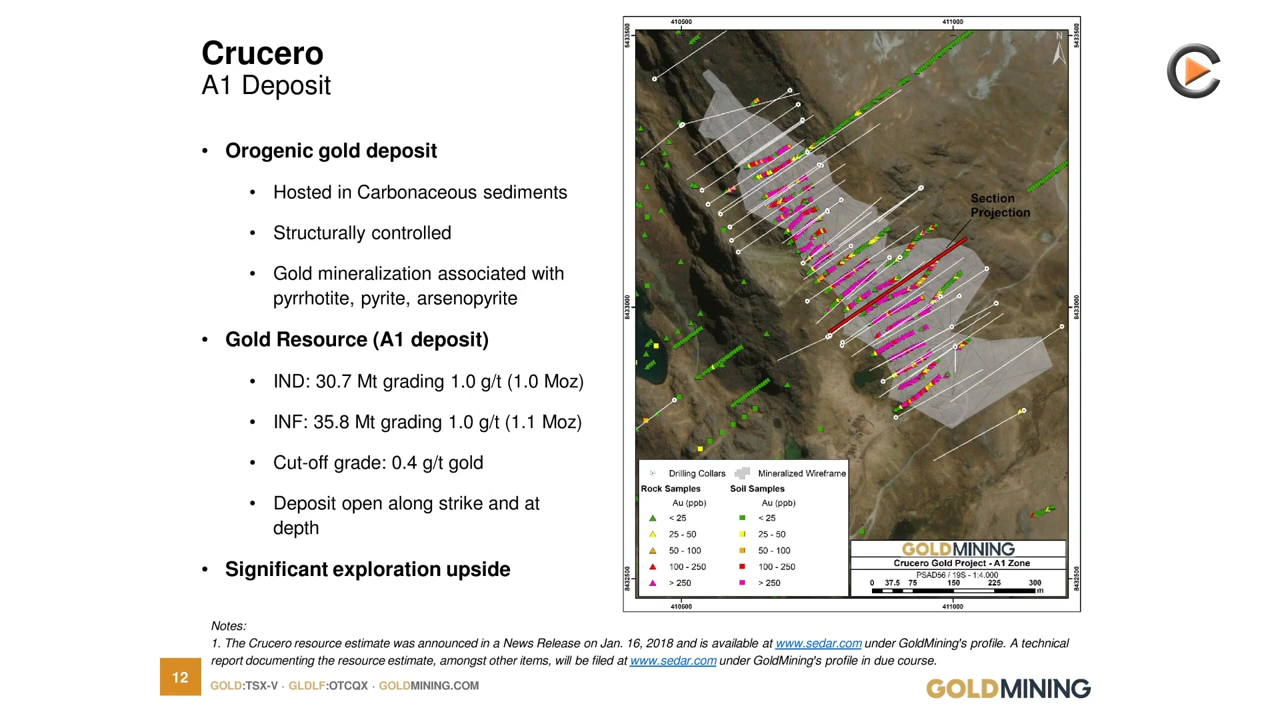 Crucero
A1 Deposit
• Orogenic gold deposit
• Hosted in Carbonaceous sediments
• Structurally controlled
• Gold mineralization associated with
pyrrhotite, pyrite, arsenopyrite
• Gold Resource (A1 deposit)
• IND: 30.7 Mt grading 1.0 g/t (1.0 Moz)
• INF: 35.8 Mt grading 1.0 g/t (1.1 Moz)
• Cut-off grade: 0.4 g/t gold
• Deposit open along strike and at
depth
• Significant exploration upside
410500 411000
8433500 8433500
N
Section
Projection
8433000 8433000
Drilling Collars Mineralized Wireframe
Rock Samples Soil Samples
Au (ppb) Au (ppb)
< 25 < 25
25 - 50 25 - 50
50 - 100 50 - 100
100 - 250 100 - 250
> 250 > 250
GOLDMINING
Crucero Gold Project - A1 Zone
PSAD56 / 19S - 1:4.000
0 37.5 75 150 225 300
m
8432500 8432500
410500 411000
Notes:
1. The Crucero resource estimate was announced in a News Release on Jan. 16, 2018 and is available at www.sedar.com under GoldMining's profile. A technical
report documenting the resource estimate, amongst other items, will be filed at www.sedar.com under GoldMining's profile in due course.
12
GOLD:TSX-V · GLDLF:OTCQX · GOLDMINING.COM
GOLDMINING